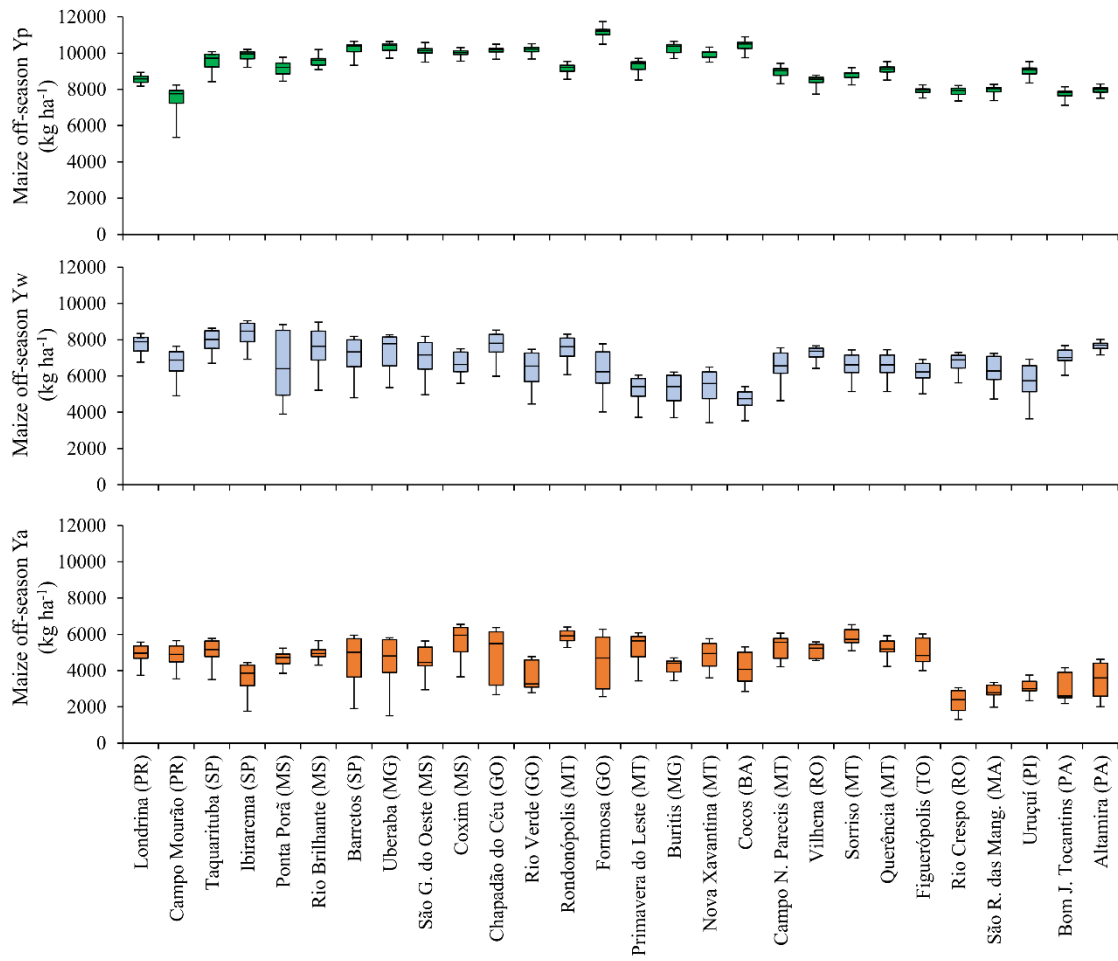 Maize off-season Yp
(kg ha⁻¹)
12000
10000
8000
6000
4000
2000
0
Maize off-season Yw
(kg ha⁻¹)
12000
10000
8000
6000
4000
2000
0
Maize off-season Ya
(kg ha⁻¹)
12000
10000
8000
6000
4000
2000
0
Londrina (PR)
Campo Mourão (PR)
Taquarituba (SP)
Ibirarema (SP)
Ponta Porã (MS)
Rio Brilhante (MS)
Barretos (SP)
Uberaba (MG)
São G. do Oeste (MS)
Coxim (MS)
Chapadão do Céu (GO)
Rio Verde (GO)
Rondonópolis (MT)
Formosa (GO)
Primavera do Leste (MT)
Buritis (MG)
Nova Xavantina (MT)
Cocos (BA)
Campo N. Parecis (MT)
Vilhena (RO)
Sorriso (MT)
Querência (MT)
Figuerópolis (TO)
Rio Crespo (RO)
São R. das Mang. (MA)
Uruçuí (PI)
Bom J. Tocantins (PA)
Altamira (PA)